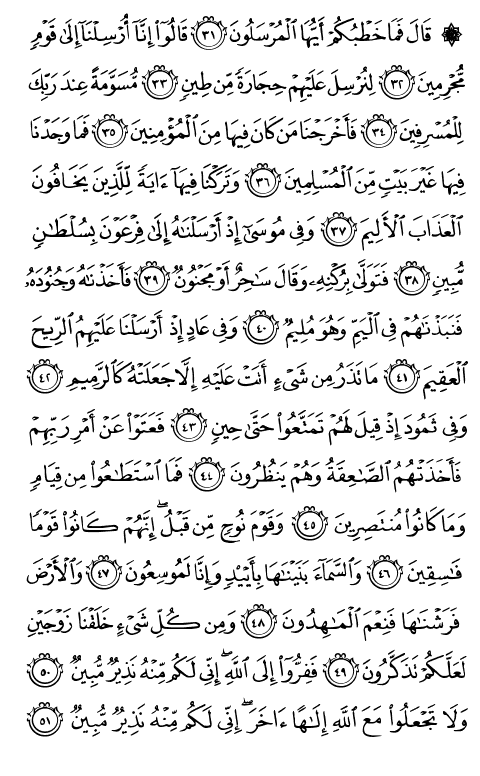 ۞ قَالَ فَمَا خَطْبُكُمْ أَيُّهَا ٱلْمُرْسَلُونَ ٣١ قَالُوٓا۟ إِنَّآ أُرْسِلْنَآ إِلَىٰ قَوْمٍ
مُّجْرِمِينَ ٣٢ لِنُرْسِلَ عَلَيْهِمْ حِجَارَةً مِّن طِينٍ ٣٣ مُّسَوَّمَةً عِندَ رَبِّكَ
لِلْمُسْرِفِينَ ٣٤ فَأَخْرَجْنَا مَن كَانَ فِيهَا مِنَ ٱلْمُؤْمِنِينَ ٣٥ فَمَا وَجَدْنَا
فِيهَا غَيْرَ بَيْتٍ مِّنَ ٱلْمُسْلِمِينَ ٣٦ وَتَرَكْنَا فِيهَآ ءَايَةً لِّلَّذِينَ يَخَافُونَ
ٱلْعَذَابَ ٱلْأَلِيمَ ٣٧ وَفِى مُوسَىٰٓ إِذْ أَرْسَلْنَٰهُ إِلَىٰ فِرْعَوْنَ بِسُلْطَٰنٍ
مُّبِينٍ ٣٨ فَتَوَلَّىٰ بِرُكْنِهِۦ وَقَالَ سَٰحِرٌ أَوْ مَجْنُونٌ ٣٩ فَأَخَذْنَٰهُ وَجُنُودَهُۥ
فَنَبَذْنَٰهُمْ فِى ٱلْيَمِّ وَهُوَ مُلِيمٌ ٤٠ وَفِى عَادٍ إِذْ أَرْسَلْنَا عَلَيْهِمُ ٱلرِّيحَ
ٱلْعَقِيمَ ٤١ مَا تَذَرُ مِن شَىْءٍ أَتَتْ عَلَيْهِ إِلَّا جَعَلَتْهُ كَٱلرَّمِيمِ ٤٢
وَفِى ثَمُودَ إِذْ قِيلَ لَهُمْ تَمَتَّعُوا۟ حَتَّىٰ حِينٍ ٤٣ فَعَتَوْا۟ عَنْ أَمْرِ رَبِّهِمْ
فَأَخَذَتْهُمُ ٱلصَّٰعِقَةُ وَهُمْ يَنظُرُونَ ٤٤ فَمَا ٱسْتَطَٰعُوا۟ مِن قِيَامٍ
وَمَا كَانُوا۟ مُنتَصِرِينَ ٤٥ وَقَوْمَ نُوحٍ مِّن قَبْلُ ۖ إِنَّهُمْ كَانُوا۟ قَوْمًا
فَٰسِقِينَ ٤٦ وَٱلسَّمَآءَ بَنَيْنَٰهَا بِأَيْي۟دٍ وَإِنَّا لَمُوسِعُونَ ٤٧ وَٱلْأَرْضَ
فَرَشْنَٰهَا فَنِعْمَ ٱلْمَٰهِدُونَ ٤٨ وَمِن كُلِّ شَىْءٍ خَلَقْنَا زَوْجَيْنِ
لَعَلَّكُمْ تَذَكَّرُونَ ٤٩ فَفِرُّوٓا۟ إِلَى ٱللَّهِ ۖ إِنِّى لَكُم مِّنْهُ نَذِيرٌ مُّبِينٌ ٥٠
وَلَا تَجْعَلُوا۟ مَعَ ٱللَّهِ إِلَٰهًا ءَاخَرَ ۖ إِنِّى لَكُم مِّنْهُ نَذِيرٌ مُّبِينٌ ٥١